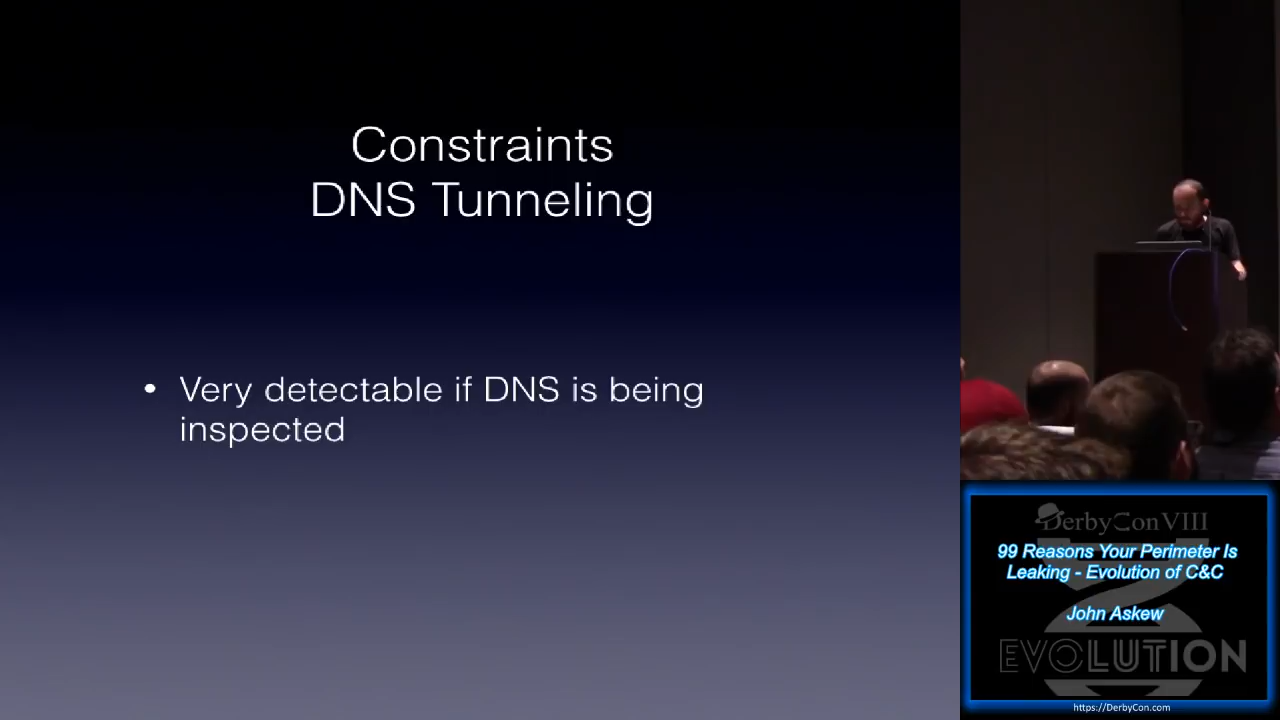 Constraints
DNS Tunneling
• Very detectable if DNS is being
inspected
DerbyCon VIII
99 Reasons Your Perimeter Is
Leaking - Evolution of C&C
John Askew
EVOLUTION
https://DerbyCon.com